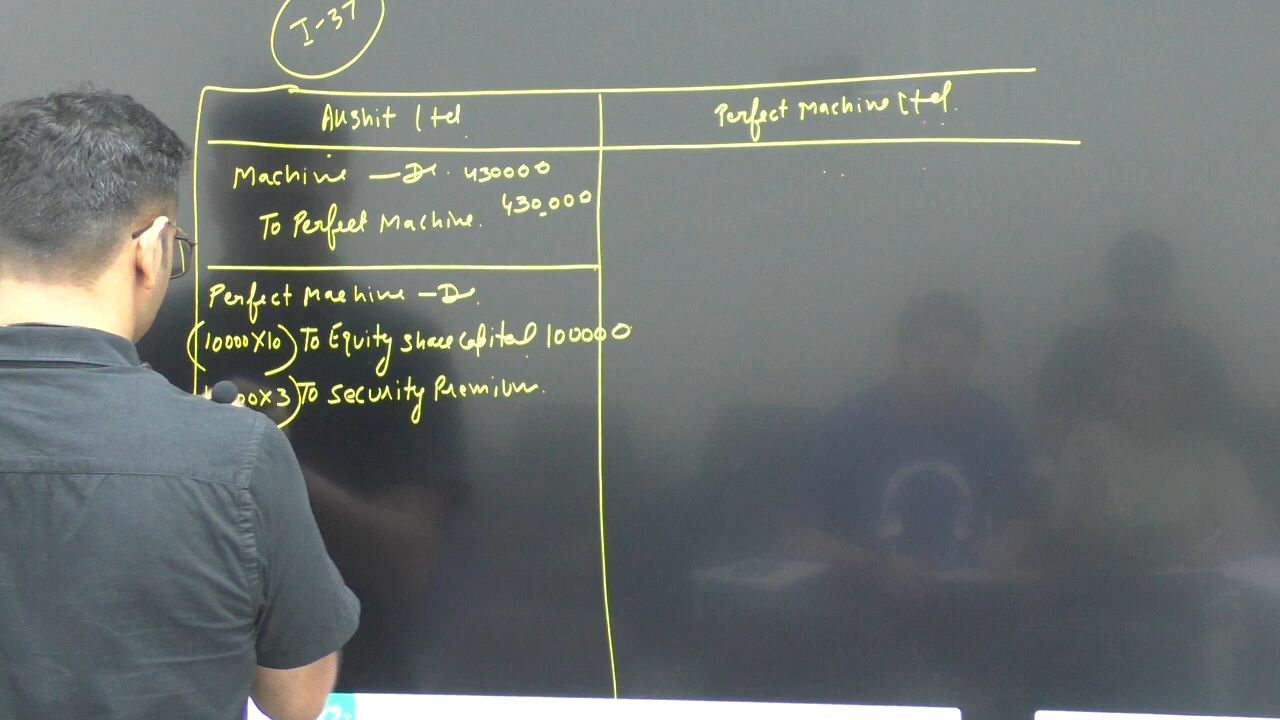 I-37
Akshit Ltd
Perfect Machine Ltd.
Machine — Dr. 430000
To Perfect Machine. 430,000
Perfect Machine — Dr.
(10000X10) To Equity share capital 100000
00X3) To Security Premium.